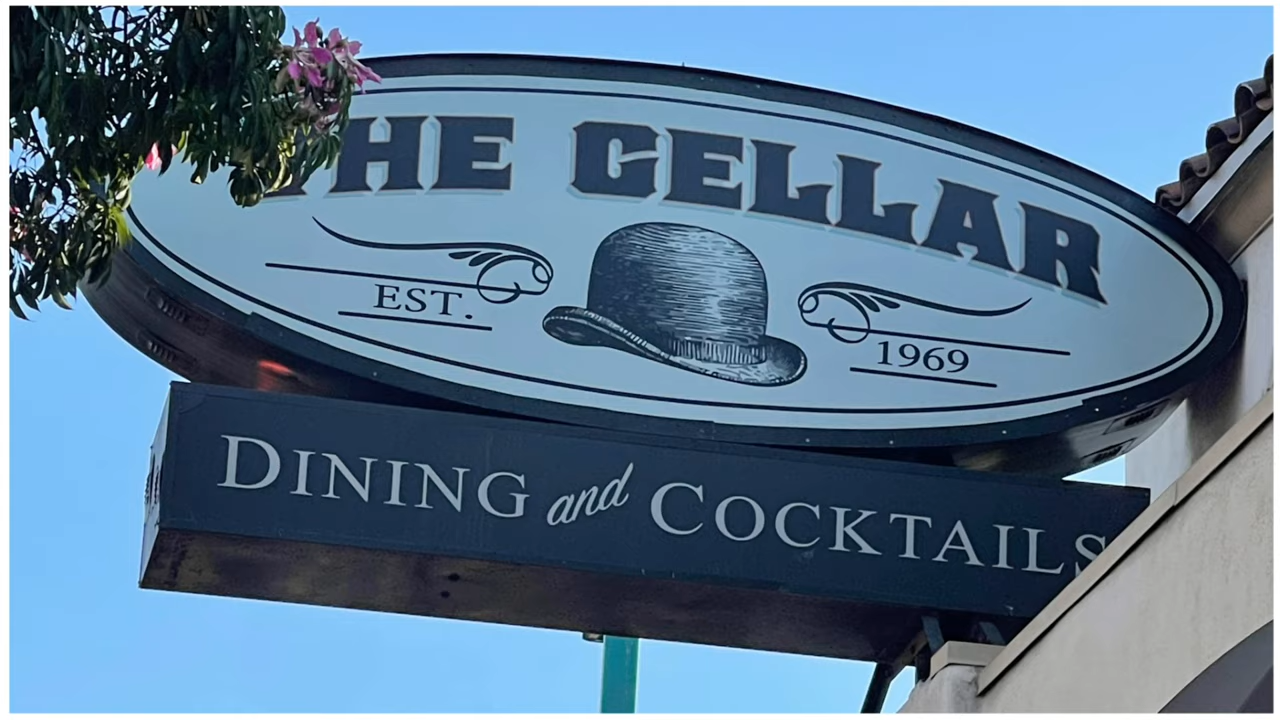 THE CELLAR
EST. 1969
DINING and COCKTAILS